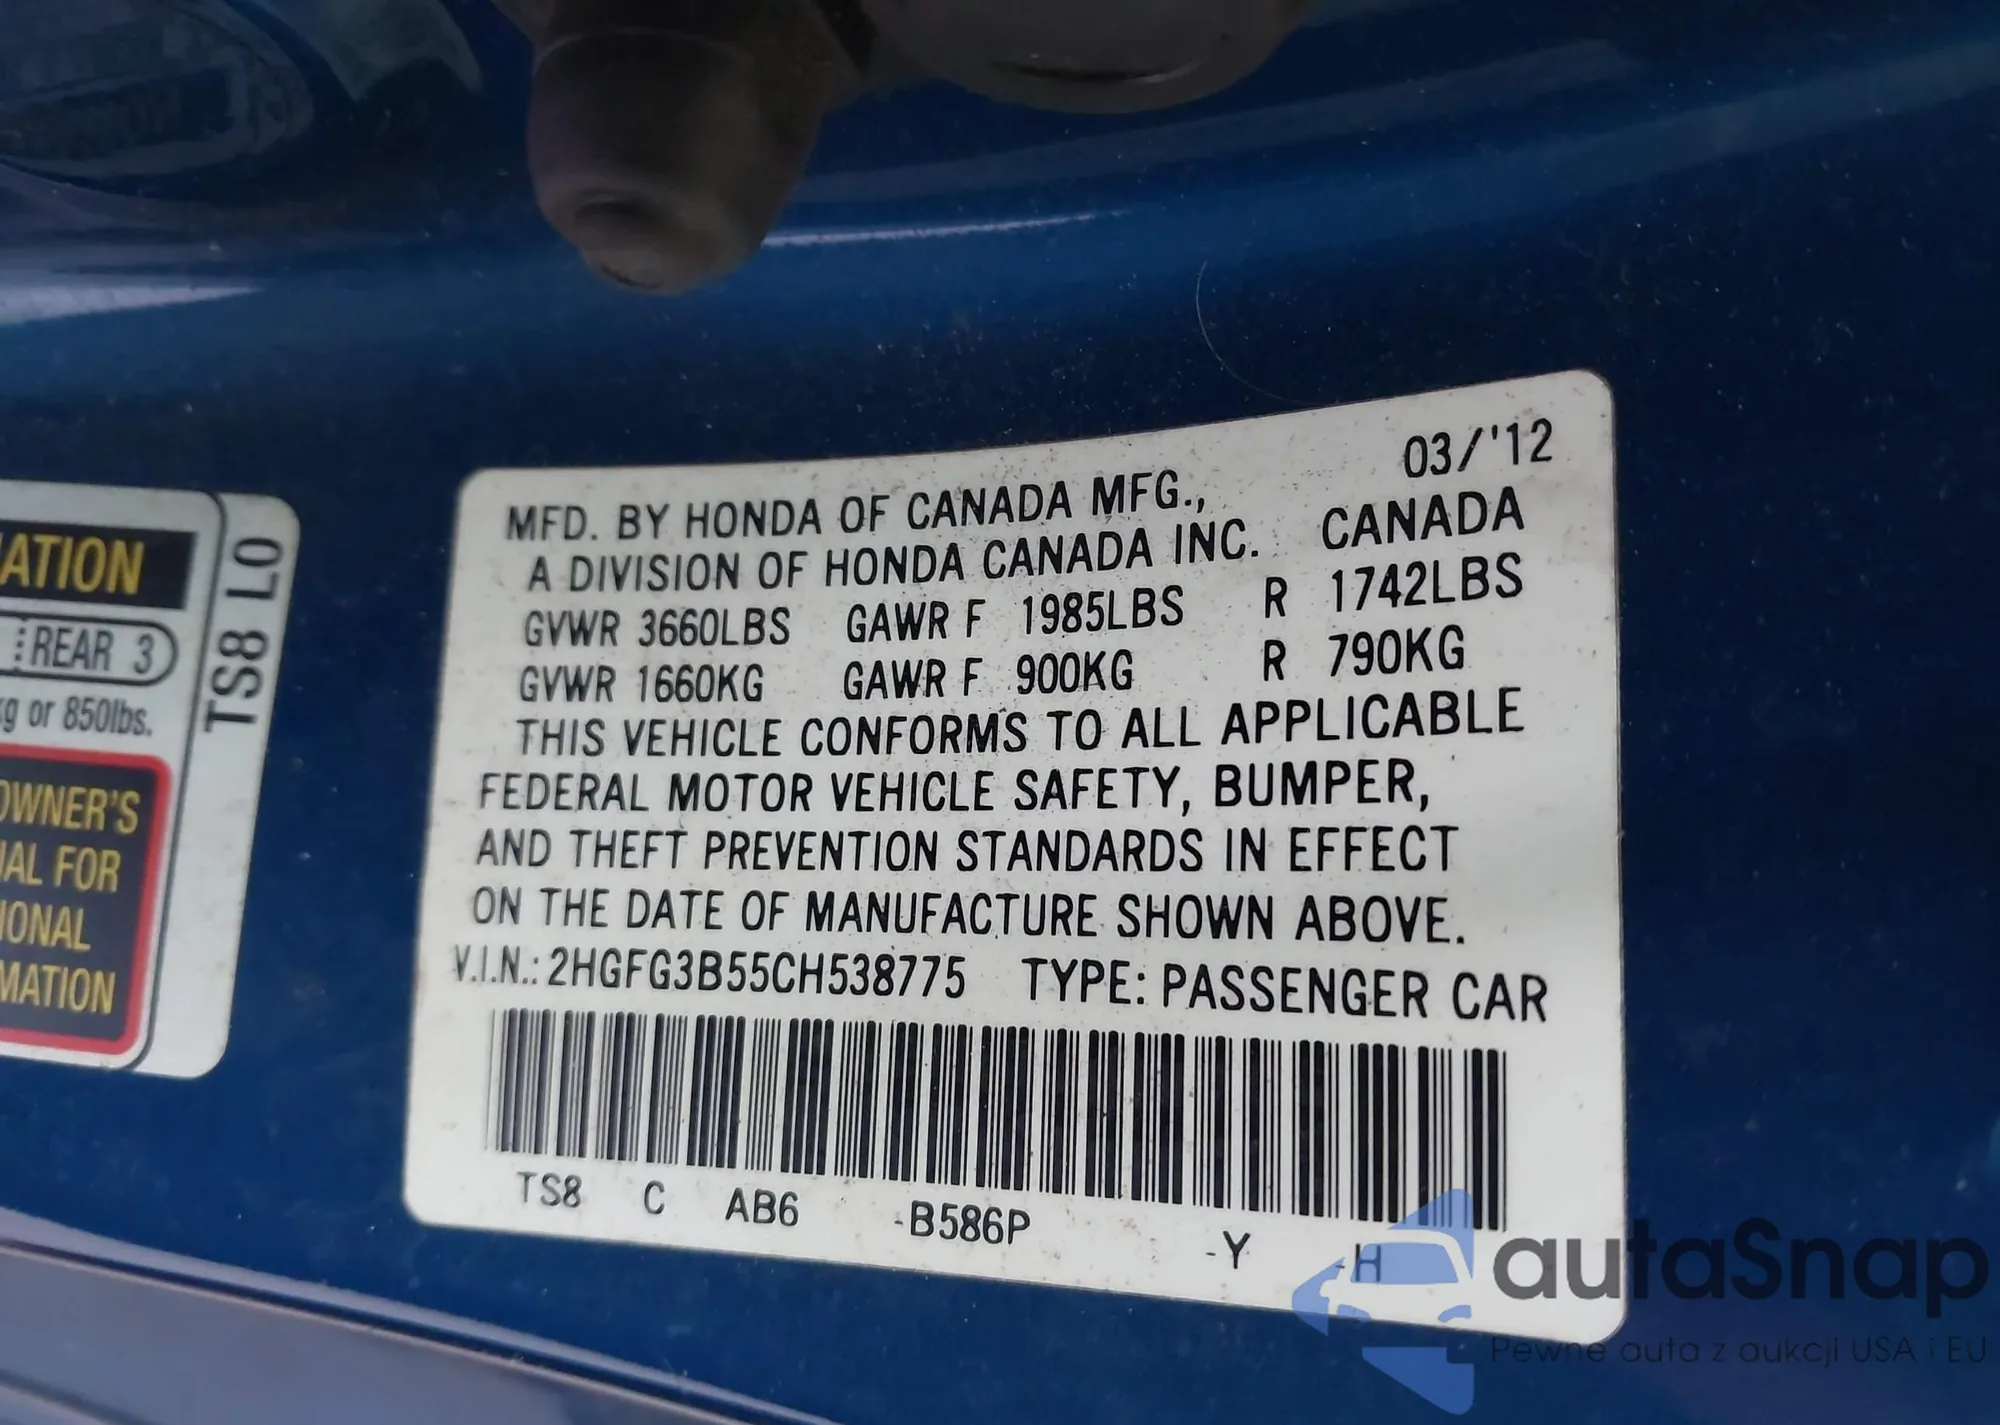 ATION
REAR 3
kg or 850lbs.
OWNER'S
UAL FOR
IONAL
MATION
TS8 L0
03/'12
MFD. BY HONDA OF CANADA MFG.,
A DIVISION OF HONDA CANADA INC. CANADA
GVWR 3660LBS GAWR F 1985LBS R 1742LBS
GVWR 1660KG GAWR F 900KG R 790KG
THIS VEHICLE CONFORMS TO ALL APPLICABLE
FEDERAL MOTOR VEHICLE SAFETY, BUMPER,
AND THEFT PREVENTION STANDARDS IN EFFECT
ON THE DATE OF MANUFACTURE SHOWN ABOVE.
V.I.N.: 2HGFG3B55CH538775 TYPE: PASSENGER CAR
TS8 C AB6 -B586P -Y -H
autaSnap
Pewne auta z aukcji USA i EU